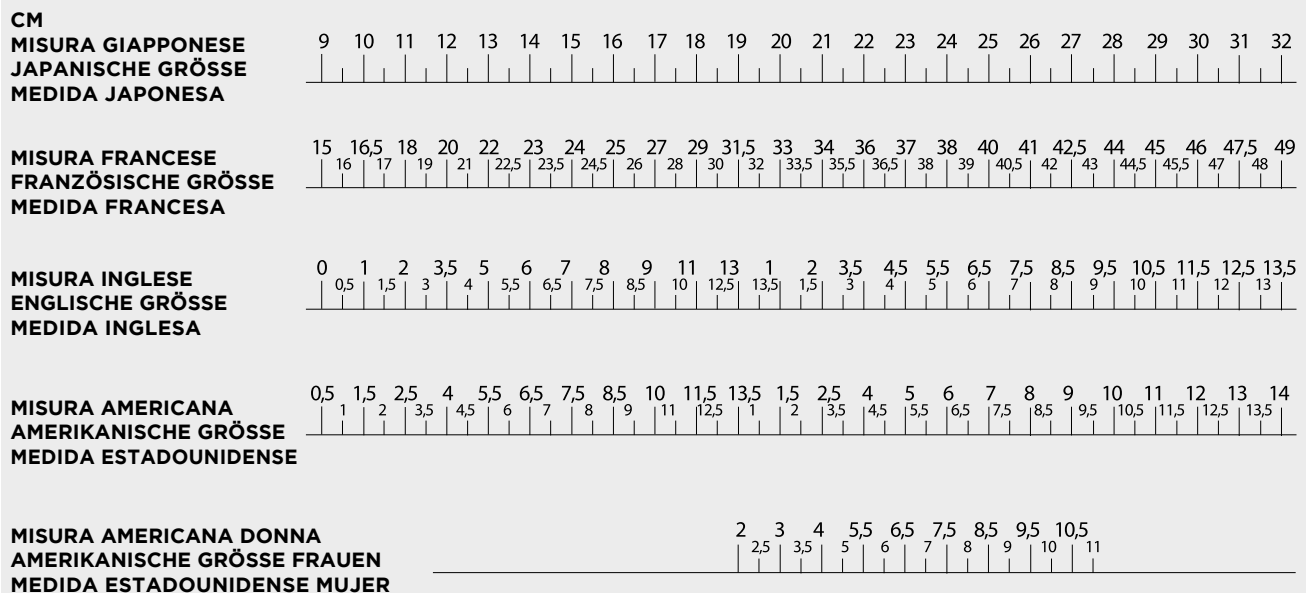 CM
MISURA GIAPPONESE
JAPANISCHE GRÖSSE
MEDIDA JAPONESA
9 10 11 12 13 14 15 16 17 18 19 20 21 22 23 24 25 26 27 28 29 30 31 32
MISURA FRANCESE
FRANZÖSISCHE GRÖSSE
MEDIDA FRANCESA
15 16,5 18 20 22 23 24 25 27 29 31,5 33 34 36 37 38 40 41 42,5 44 45 46 47,5 49
16 17 19 21 22,5 23,5 24,5 26 28 30 32 33,5 35,5 36,5 38 39 40,5 42 43 44,5 45,5 47 48
MISURA INGLESE
ENGLISCHE GRÖSSE
MEDIDA INGLESA
0 1 2 3,5 5 6 7 8 9 11 13 1 2 3,5 4,5 5,5 6,5 7,5 8,5 9,5 10,5 11,5 12,5 13,5
0,5 1,5 3 4 5,5 6,5 7,5 8,5 10 12,5 13,5 1,5 3 4 5 6 7 8 9 10 11 12 13
MISURA AMERICANA
AMERIKANISCHE GRÖSSE
MEDIDA ESTADOUNIDENSE
0,5 1,5 2,5 4 5,5 6,5 7,5 8,5 10 11,5 13,5 1,5 2,5 4 5 6 7 8 9 10 11 12 13 14
1 2 3,5 4,5 6 7 8 9 11 12,5 1 2 3,5 4,5 5,5 6,5 7,5 8,5 9,5 10,5 11,5 12,5 13,5
MISURA AMERICANA DONNA
AMERIKANISCHE GRÖSSE FRAUEN
MEDIDA ESTADOUNIDENSE MUJER
2 3 4 5,5 6,5 7,5 8,5 9,5 10,5
2,5 3,5 5 6 7 8 9 10 11